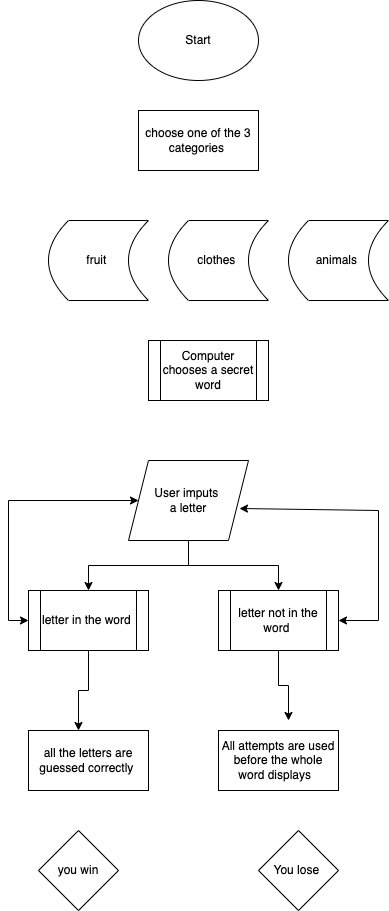 Start
choose one of the 3
categories
fruit
clothes
animals
Computer
chooses a secret
word
User imputs
a letter
letter in the word
letter not in the
word
all the letters are
guessed correctly
All attempts are used
before the whole
word displays
you win
You lose